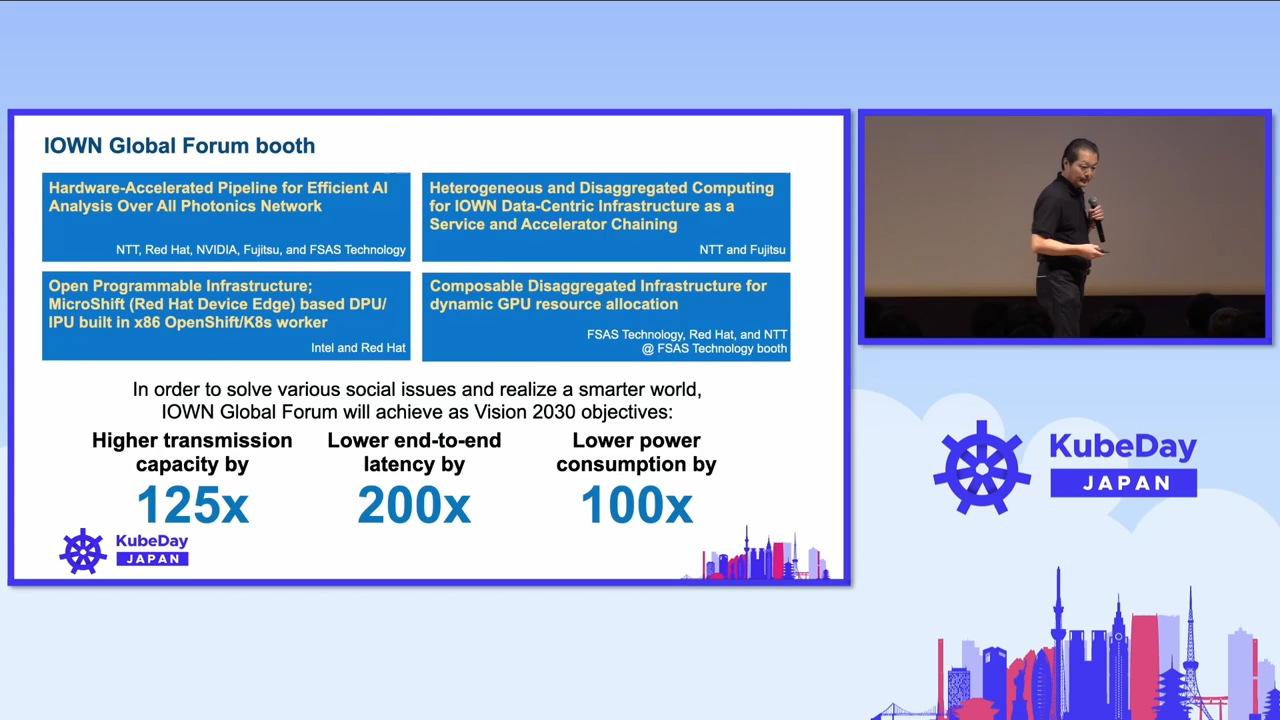 IOWN Global Forum booth
Hardware-Accelerated Pipeline for Efficient AI
Analysis Over All Photonics Network
NTT, Red Hat, NVIDIA, Fujitsu, and FSAS Technology
Heterogeneous and Disaggregated Computing
for IOWN Data-Centric Infrastructure as a
Service and Accelerator Chaining
NTT and Fujitsu
Open Programmable Infrastructure;
MicroShift (Red Hat Device Edge) based DPU/
IPU built in x86 OpenShift/K8s worker
Intel and Red Hat
Composable Disaggregated Infrastructure for
dynamic GPU resource allocation
FSAS Technology, Red Hat, and NTT
@ FSAS Technology booth
In order to solve various social issues and realize a smarter world,
IOWN Global Forum will achieve as Vision 2030 objectives:
Higher transmission
capacity by
125x
Lower end-to-end
latency by
200x
Lower power
consumption by
100x
KubeDay
JAPAN
KubeDay
JAPAN